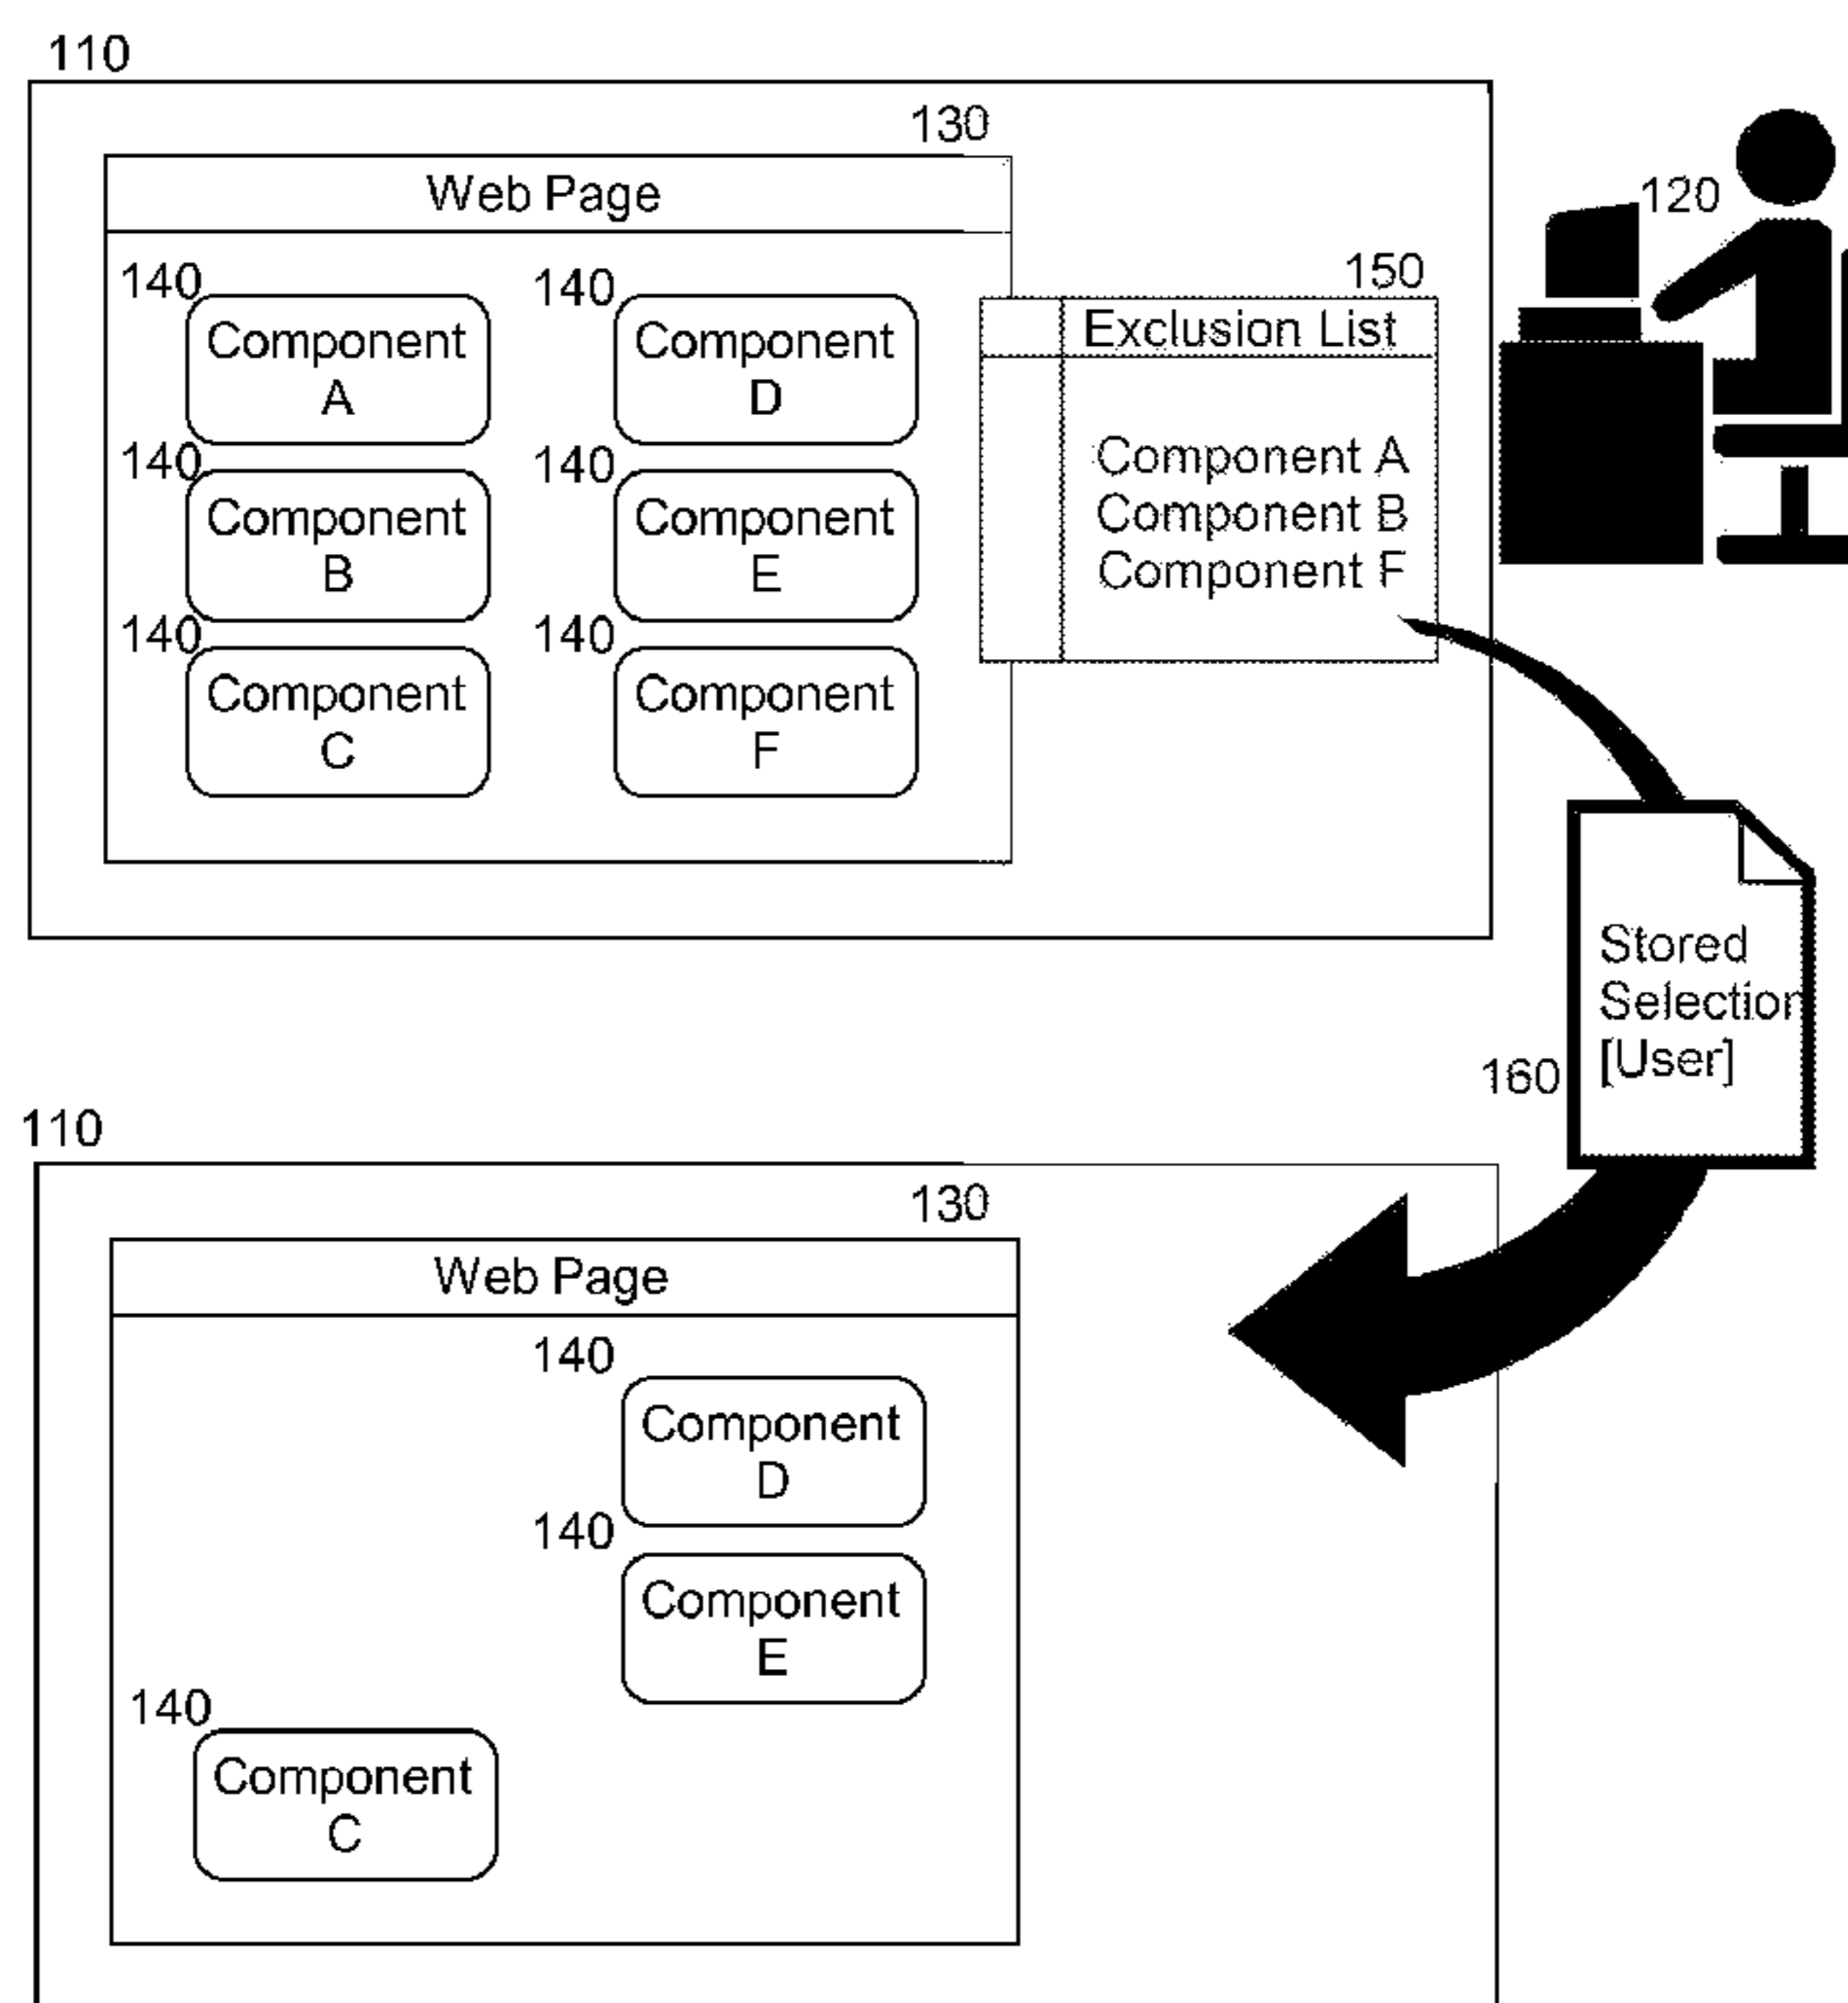 110
130
Web Page
120
140
140
150
Component
A
Component
D
Exclusion List
140
140
Component
B
Component
E
Component A
Component B
Component F
140
140
Component
C
Component
F
Stored
Selection
[User]
160
110
130
Web Page
140
Component
D
140
Component
E
140
Component
C